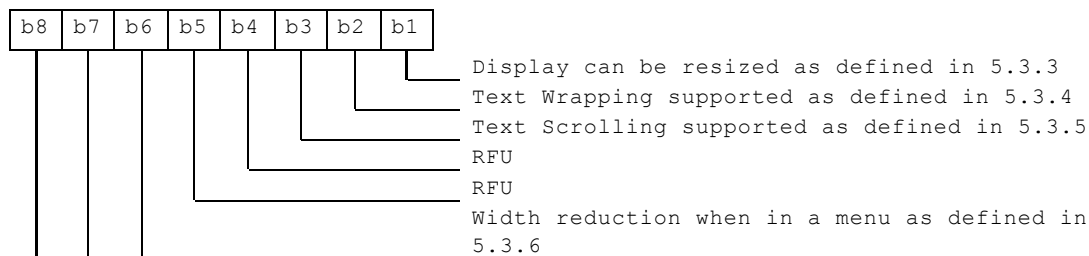 b8 b7 b6 b5 b4 b3 b2 b1
Display can be resized as defined in 5.3.3
Text Wrapping supported as defined in 5.3.4
Text Scrolling supported as defined in 5.3.5
RFU
RFU
Width reduction when in a menu as defined in
5.3.6